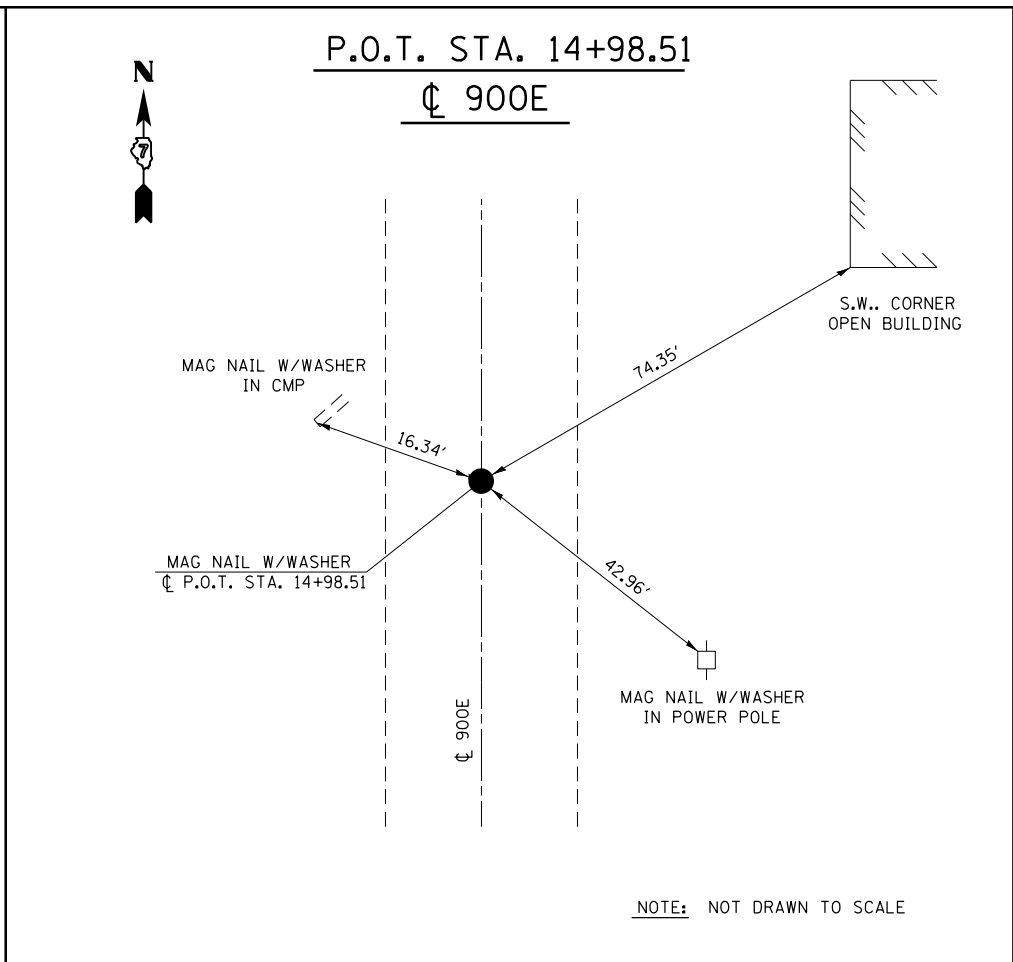 P.O.T. STA. 14+98.51
℄ 900E
N
7
S.W.. CORNER
OPEN BUILDING
74.35'
MAG NAIL W/WASHER
IN CMP
16.34'
MAG NAIL W/WASHER
℄ P.O.T. STA. 14+98.51
42.96'
MAG NAIL W/WASHER
IN POWER POLE
℄ 900E
NOTE: NOT DRAWN TO SCALE